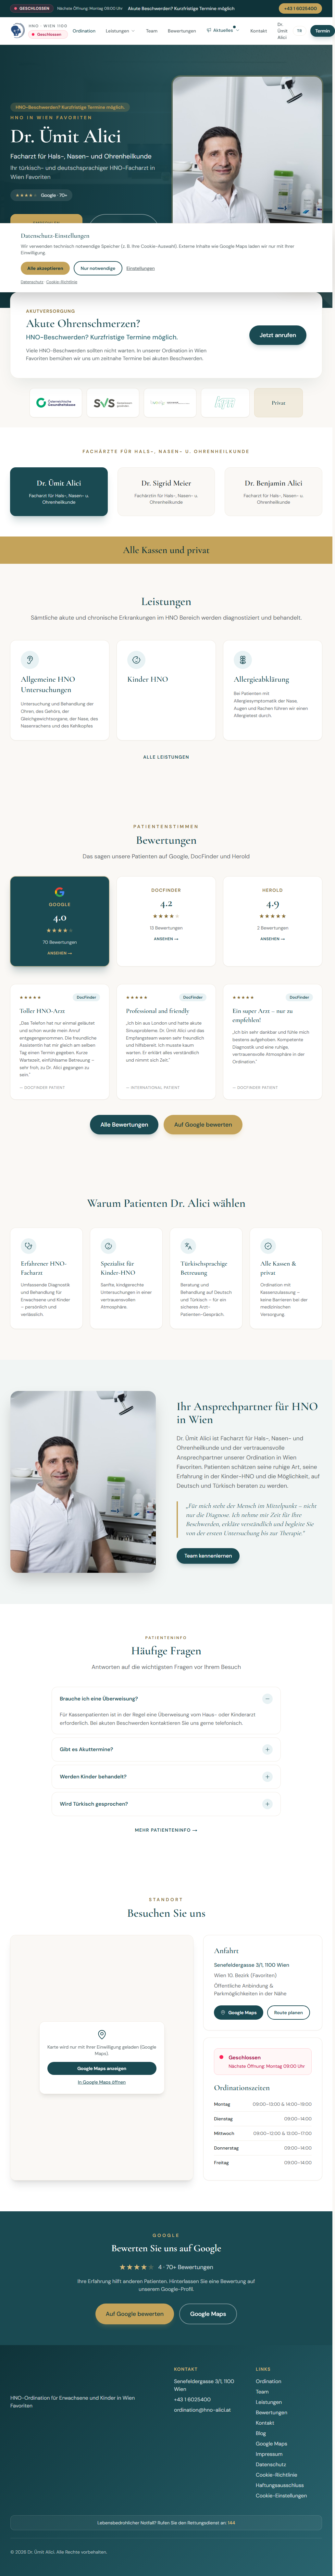 GESCHLOSSEN Nächste Öffnung: Montag 09:00 Uhr Akute Beschwerden? Kurzfristige Termine möglich +43 1 6025400
HNO · WIEN 1100
Geschlossen
Ordination Leistungen Team Bewertungen Aktuelles Kontakt
Dr. Ümit Alici
TR
Termin
HNO-Beschwerden? Kurzfristige Termine möglich.
HNO IN WIEN FAVORITEN
Dr. Ümit Alici
Facharzt für Hals-, Nasen- und Ohrenheilkunde
Ihr türkisch- und deutschsprachiger HNO-Facharzt in
Wien Favoriten
★★★★☆ Google · 70+
Datenschutz-Einstellungen
Wir verwenden technisch notwendige Speicher (z. B. Ihre Cookie-Auswahl). Externe Inhalte wie Google Maps laden wir nur mit Ihrer
Einwilligung.
Alle akzeptieren Nur notwendige Einstellungen
Datenschutz · Cookie-Richtlinie
AKUTVERSORGUNG
Akute Ohrenschmerzen?
HNO-Beschwerden? Kurzfristige Termine möglich.
Viele HNO-Beschwerden sollten nicht warten. In unserer Ordination in Wien
Favoriten bemühen wir uns um zeitnahe Termine bei akuten Beschwerden.
Jetzt anrufen
Österreichische
Gesundheitskasse
SVS
Privat
FACHÄRZTE FÜR HALS-, NASEN- UND OHRENHEILKUNDE
Dr. Ümit Alici
Facharzt für Hals-, Nasen- u.
Ohrenheilkunde
Dr. Sigrid Meier
Fachärztin für Hals-, Nasen- u.
Ohrenheilkunde
Dr. Benjamin Alici
Facharzt für Hals-, Nasen- u.
Ohrenheilkunde
Alle Kassen und privat
Leistungen
Sämtliche akute und chronische Erkrankungen im HNO Bereich werden diagnostiziert und behandelt.
Allgemeine HNO
Untersuchungen
Untersuchung und Behandlung der
Ohren, des Gehörs, der
Gleichgewichtsorgane, der Nase, des
Nasenrachens und des Kehlkopfes
Kinder HNO
Allergieabklärung
Bei Patienten mit
Allergiesymptomatik der Nase,
Augen und Rachen führen wir einen
Allergietest durch.
ALLE LEISTUNGEN
PATIENTENSTIMMEN
Bewertungen
Das sagen unsere Patienten auf Google, DocFinder und Herold
GOOGLE
4.0
★★★★☆
70 Bewertungen
ANSEHEN →
DOCFINDER
4.2
★★★★☆
13 Bewertungen
ANSEHEN →
HEROLD
4.9
★★★★★
2 Bewertungen
ANSEHEN →
★★★★★ DocFinder
Toller HNO-Arzt
„Das Telefon hat nur einmal geläutet
und schon wurde abgehoben, das
war sehr erstaunlich. Die freundliche
Assistentin hat mir gleich am selben
Tag einen Termin gegeben. Kurze
Wartezeit, einfühlsame Betreuung –
sehr froh, zu Dr. Alici gegangen zu
sein."
— DOCFINDER PATIENT
★★★★★ DocFinder
Professional and friendly
„Ich bin aus London und hatte akute
Sinusprobleme. Dr. Umut Alici und
das Empfangsteam waren sehr freundlich
und hilfsbereit. Ich musste kaum
warten. Er erklärt alles verständlich
und nimmt sich Zeit."
— INTERNATIONAL PATIENT
★★★★★ DocFinder
Ein super Arzt – nur zu
empfehlen!
„Ich bin sehr dankbar und fühle mich
bestens aufgehoben. Kompetente
Diagnostik und eine ruhige,
vertrauensvolle Atmosphäre in der
Ordination."
— DOCFINDER PATIENT
Alle Bewertungen Auf Google bewerten
Warum Patienten Dr. Alici wählen
Erfahrener HNO-
Facharzt
Umfassende Diagnostik
und Behandlung für
Erwachsene und Kinder
– persönlich und
verlässlich.
Spezialist für
Kinder-HNO
Sanfte, kindgerechte
Untersuchungen in einer
vertrauensvollen
Atmosphäre.
Türkischsprachige
Betreuung
Beratung und
Behandlung auf Deutsch
und Türkisch – für ein
sicheres Arzt-
Patienten-Gespräch.
Alle Kassen &
privat
Ordination mit
Kassenzulassung –
keine Barrieren bei der
medizinischen
Versorgung.
Ihr Ansprechpartner für HNO
in Wien
Dr. Ümit Alici ist Facharzt für Hals-, Nasen- und
Ohrenheilkunde und der vertrauensvolle
Ansprechpartner unserer Ordination in Wien
Favoriten. Patienten schätzen seine ruhige Art, seine
Erfahrung in der Kinder-HNO und die Möglichkeit, auf
Deutsch und Türkisch beraten zu werden.
„Für mich steht der Mensch im Mittelpunkt – nicht
nur die Diagnose. Ich nehme mir Zeit für Ihre
Beschwerden, erkläre verständlich und begleite Sie
von der ersten Untersuchung bis zur Therapie."
Team kennenlernen
PATIENTENINFO
Häufige Fragen
Antworten auf die wichtigsten Fragen vor Ihrem Besuch
Brauche ich eine Überweisung?
Für Kassenpatienten ist in der Regel eine Überweisung vom Haus- oder Kinderarzt
erforderlich. Bei akuten Beschwerden kontaktieren Sie uns gerne telefonisch.
Gibt es Akuttermine?
Werden Kinder behandelt?
Wird Türkisch gesprochen?
MEHR PATIENTENINFO →
STANDORT
Besuchen Sie uns
Karte wird nur mit Ihrer Einwilligung geladen (Google
Maps).
Google Maps anzeigen
In Google Maps öffnen
Anfahrt
Senefeldergasse 3/1, 1100 Wien
Wien 10. Bezirk (Favoriten)
Öffentliche Anbindung &
Parkmöglichkeiten in der Nähe
Google Maps Route planen
Geschlossen
Nächste Öffnung: Montag 09:00 Uhr
Ordinationszeiten
Montag 09:00–13:00 & 14:00–19:00
Dienstag 09:00–14:00
Mittwoch 09:00–12:00 & 13:00–17:00
Donnerstag 09:00–14:00
Freitag 09:00–14:00
GOOGLE
Bewerten Sie uns auf Google
★★★★☆ 4 · 70+ Bewertungen
Ihre Erfahrung hilft anderen Patienten. Hinterlassen Sie eine Bewertung auf
unserem Google-Profil.
Auf Google bewerten Google Maps
HNO-Ordination für Erwachsene und Kinder in Wien
Favoriten
KONTAKT
Senefeldergasse 3/1, 1100
Wien
+43 1 6025400
ordination@hno-alici.at
LINKS
Ordination
Team
Leistungen
Bewertungen
Kontakt
Blog
Google Maps
Impressum
Datenschutz
Cookie-Richtlinie
Haftungsausschluss
Cookie-Einstellungen
Lebensbedrohlicher Notfall? Rufen Sie den Rettungsdienst an: 144
© 2026 Dr. Ümit Alici. Alle Rechte vorbehalten.